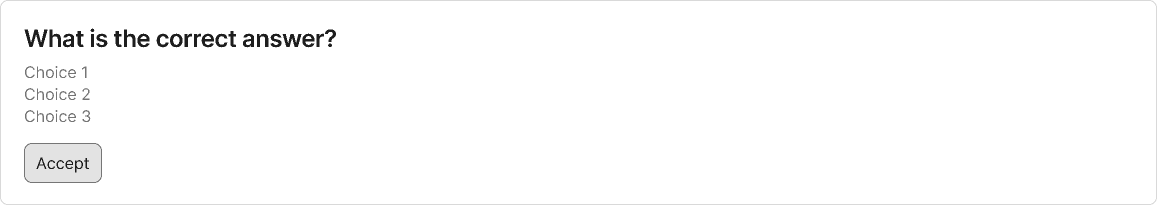 What is the correct answer?
Choice 1
Choice 2
Choice 3
Accept